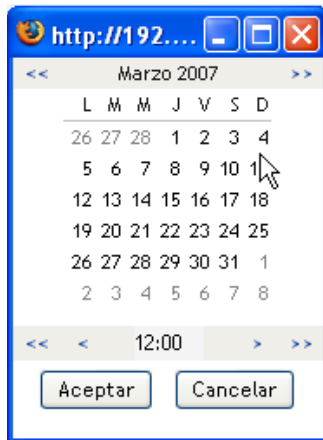 http://192....
<< Marzo 2007 >>
L M M J V S D
26 27 28 1 2 3 4
5 6 7 8 9 10
12 13 14 15 16 17 18
19 20 21 22 23 24 25
26 27 28 29 30 31 1
2 3 4 5 6 7 8
<< < 12:00 > >>
Aceptar Cancelar